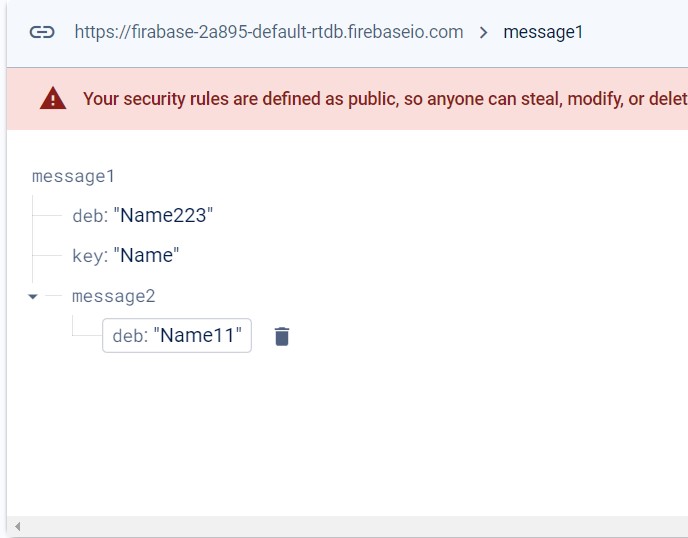 https://firabase-2a895-default-rtdb.firebaseio.com > message1
Your security rules are defined as public, so anyone can steal, modify, or delet
message1
deb: "Name223"
key: "Name"
message2
deb: "Name11"